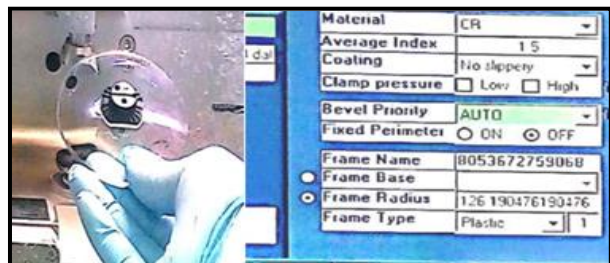 Material CR
Average Index 1.5
Coating No slippery
Clamp pressure Low High
Bevel Priority AUTO
Fixed Perimeter ON OFF
Frame Name 8053672759068
Frame Base
Frame Radius 126.190476190476
Frame Type Plastic 1